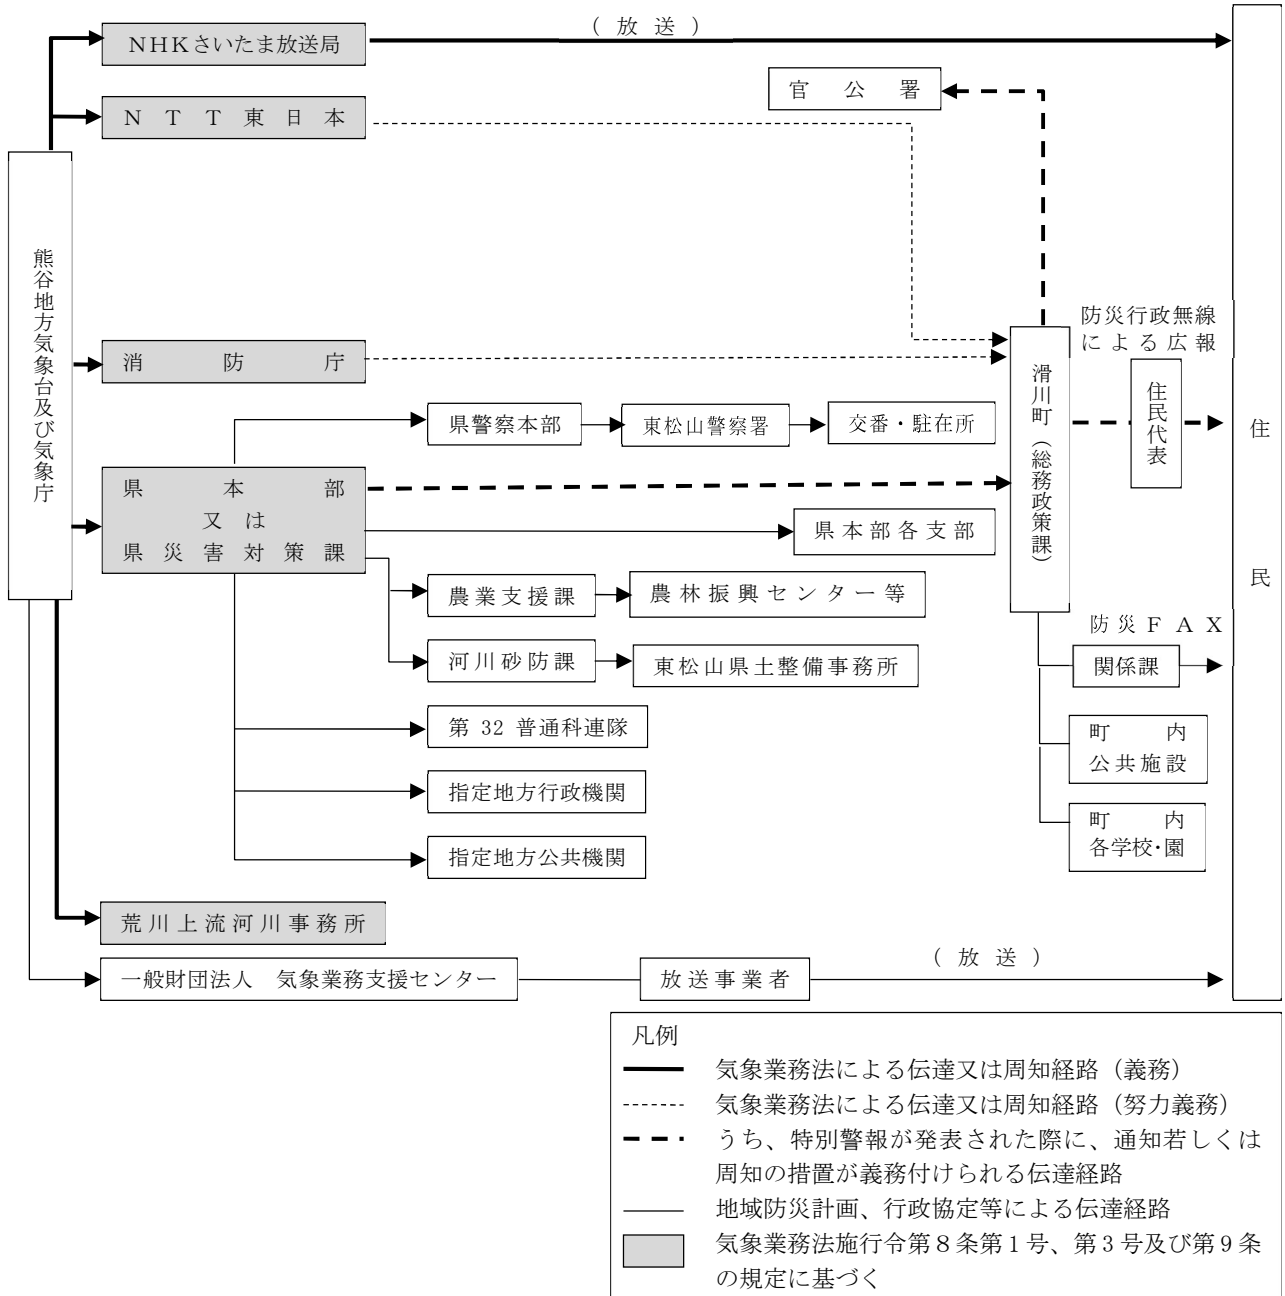 (放送)
NHKさいたま放送局
官公署
NTT東日本
熊谷地方気象台及び気象庁
消防庁
防災行政無線
による広報
滑川町(総務政策課)
住民代表
住民
県警察本部
東松山警察署
交番・駐在所
県本部
又は
県災害対策課
県本部各支部
農業支援課
農林振興センター等
河川砂防課
東松山県土整備事務所
防災FAX
関係課
第 32 普通科連隊
町内
公共施設
指定地方行政機関
町内
各学校・園
指定地方公共機関
荒川上流河川事務所
一般財団法人 気象業務支援センター
放送事業者
(放送)
凡例
気象業務法による伝達又は周知経路(義務)
気象業務法による伝達又は周知経路(努力義務)
うち、特別警報が発表された際に、通知若しくは
周知の措置が義務付けられる伝達経路
地域防災計画、行政協定等による伝達経路
気象業務法施行令第8条第1号、第3号及び第9条
の規定に基づく